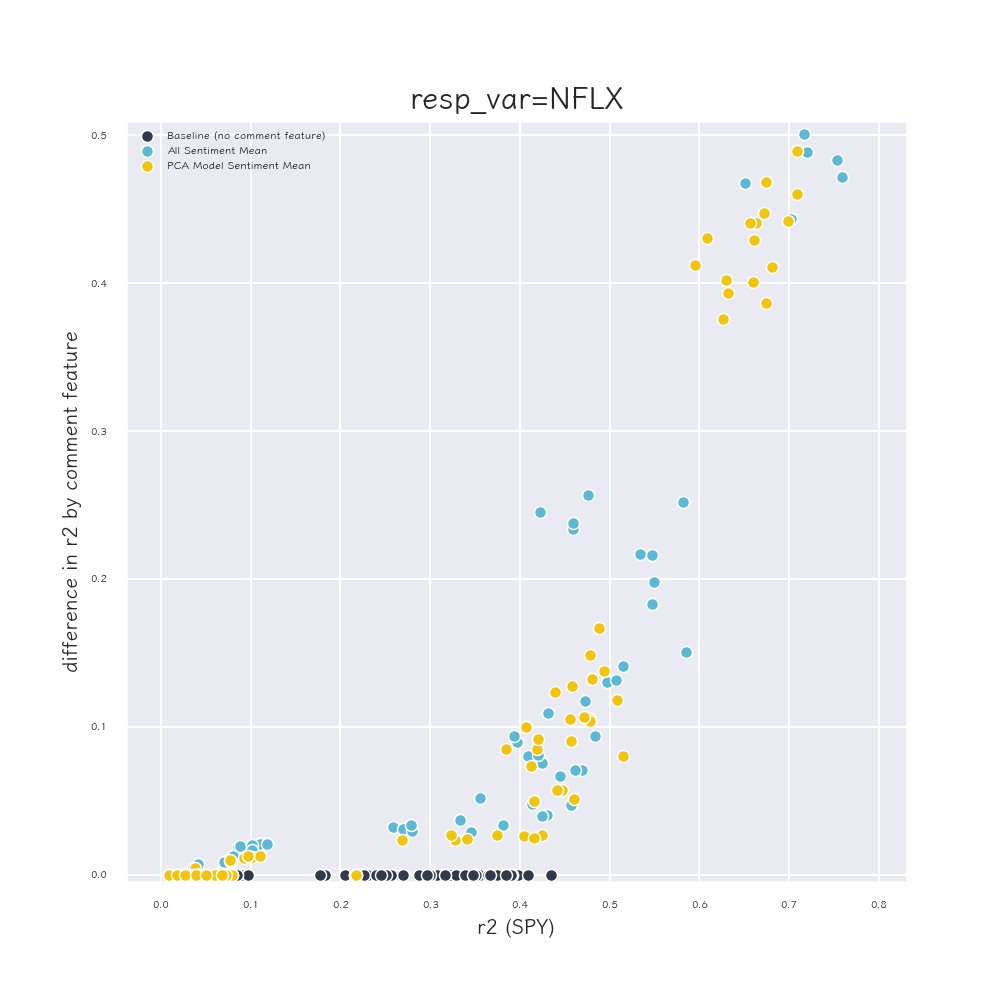 resp_var=NFLX
Baseline (no comment feature)
All Sentiment Mean
PCA Model Sentiment Mean
difference in r2 by comment feature
0.5
0.4
0.3
0.2
0.1
0.0
0.0 0.1 0.2 0.3 0.4 0.5 0.6 0.7 0.8
r2 (SPY)